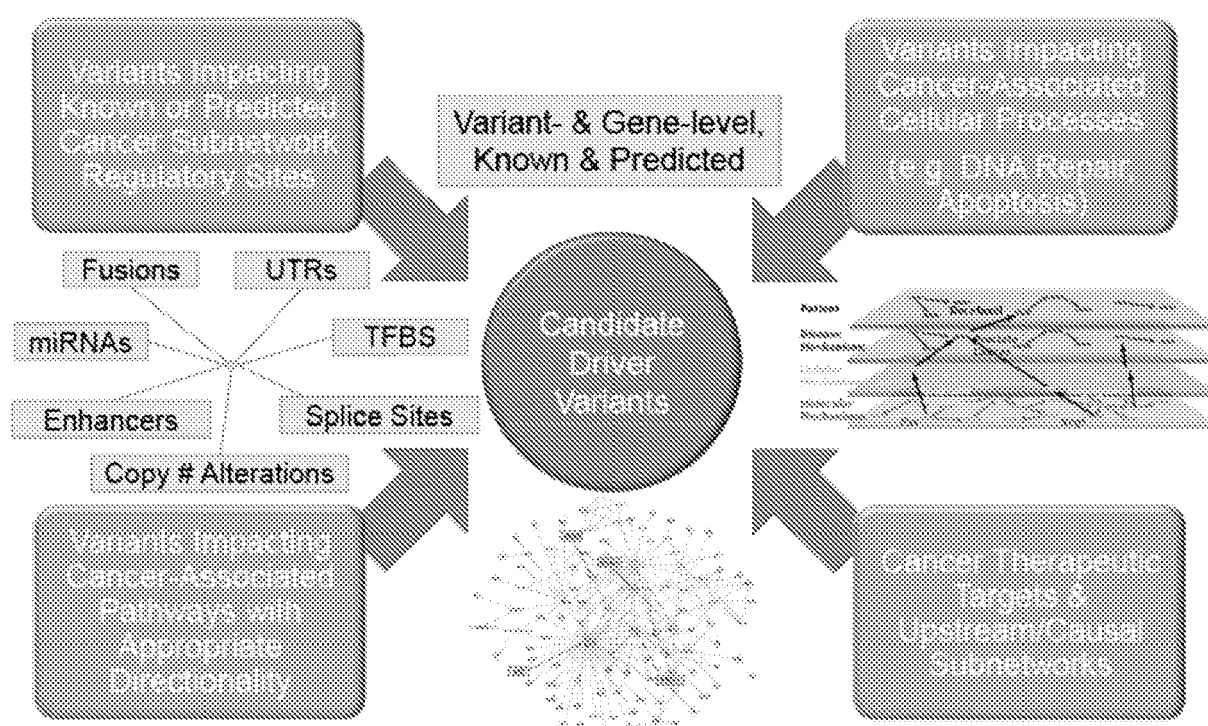 Variants Impacting
Known or Predicted
Cancer Subnetwork
Regulatory Sites
Variant- & Gene-level,
Known & Predicted
Variants Impacting
Cancer-Associated
Cellular Processes
(e.g. DNA Repair,
Apoptosis)
Fusions
UTRs
miRNAs
TFBS
Enhancers
Splice Sites
Copy # Alterations
Candidate
Driver
Variants
Variants Impacting
Cancer-Associated
Pathways with
Appropriate
Directionality
Cancer Therapeutic
Targets &
Upstream/Causal
Subnetworks